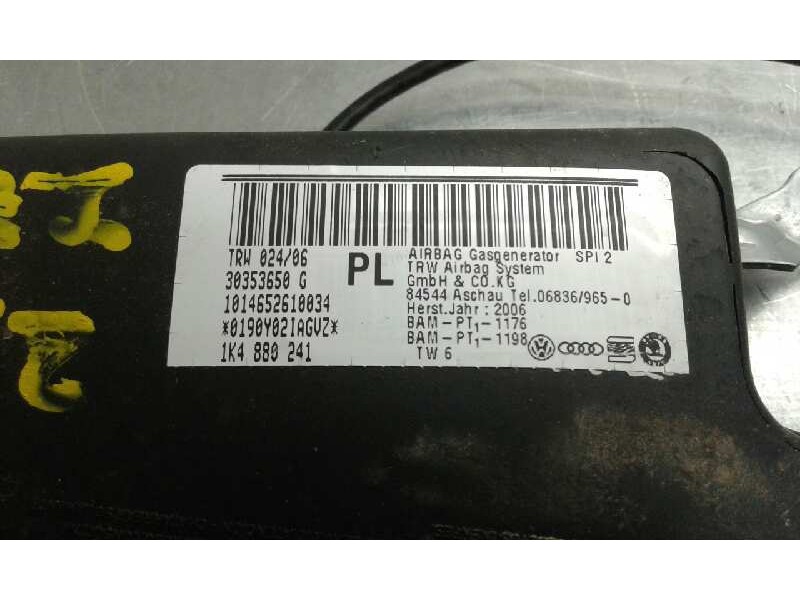 TRW 024/06
30353650 G
1014652610034
*0190Y02IAGVZ*
1K4 880 241
PL
AIRBAG Gasgenerator SPI 2
TRW Airbag System
GmbH & CO.KG
84544 Aschau Tel.06836/965-0
Herst.Jahr: 2006
BAM-PT1-1176
BAM-PT1-1198
TW 6